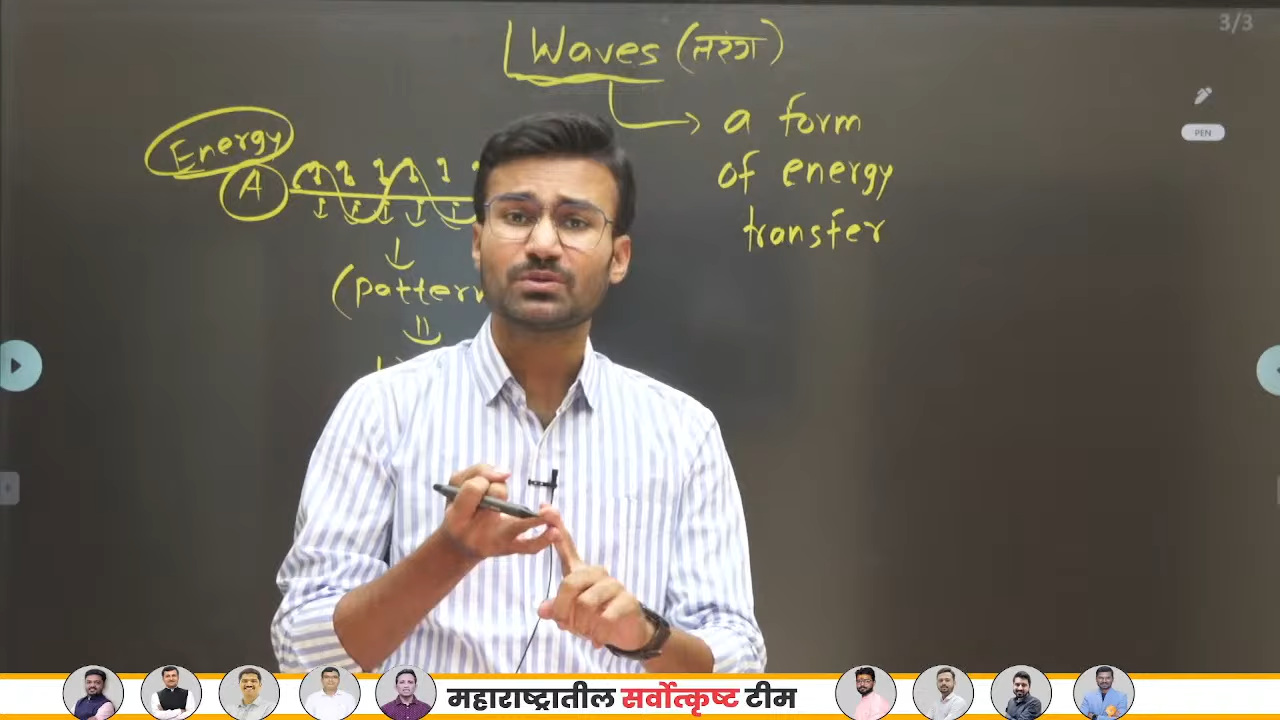 3/3
Waves (तरंग)
a form
of energy
transfer
Energy
A
(Pattern
PEN
महाराष्ट्रातील सर्वोत्कृष्ट टीम